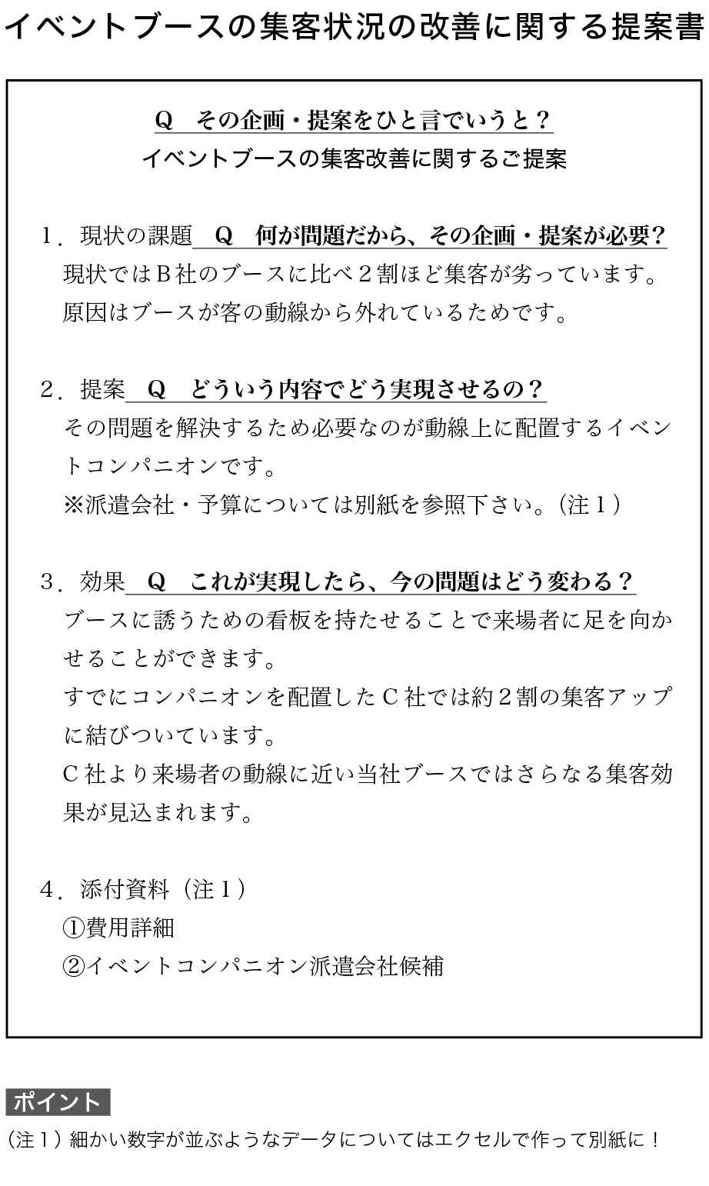 イベントブースの集客状況の改善に関する提案書
Q　その企画・提案をひと言でいうと？
イベントブースの集客改善に関するご提案
１．現状の課題　Q　何が問題だから、その企画・提案が必要？
現状ではＢ社のブースに比べ２割ほど集客が劣っています。
原因はブースが客の動線から外れているためです。
２．提案　Q　どういう内容でどう実現させるの？
その問題を解決するため必要なのが動線上に配置するイベン
トコンパニオンです。
※派遣会社・予算については別紙を参照下さい。（注１）
３．効果　Q　これが実現したら、今の問題はどう変わる？
ブースに誘うための看板を持たせることで来場者に足を向か
せることができます。
すでにコンパニオンを配置したＣ社では約２割の集客アップ
に結びついています。
Ｃ社より来場者の動線に近い当社ブースではさらなる集客効
果が見込まれます。
４．添付資料（注１）
①費用詳細
②イベントコンパニオン派遣会社候補
ポイント
（注１）細かい数字が並ぶようなデータについてはエクセルで作って別紙に！